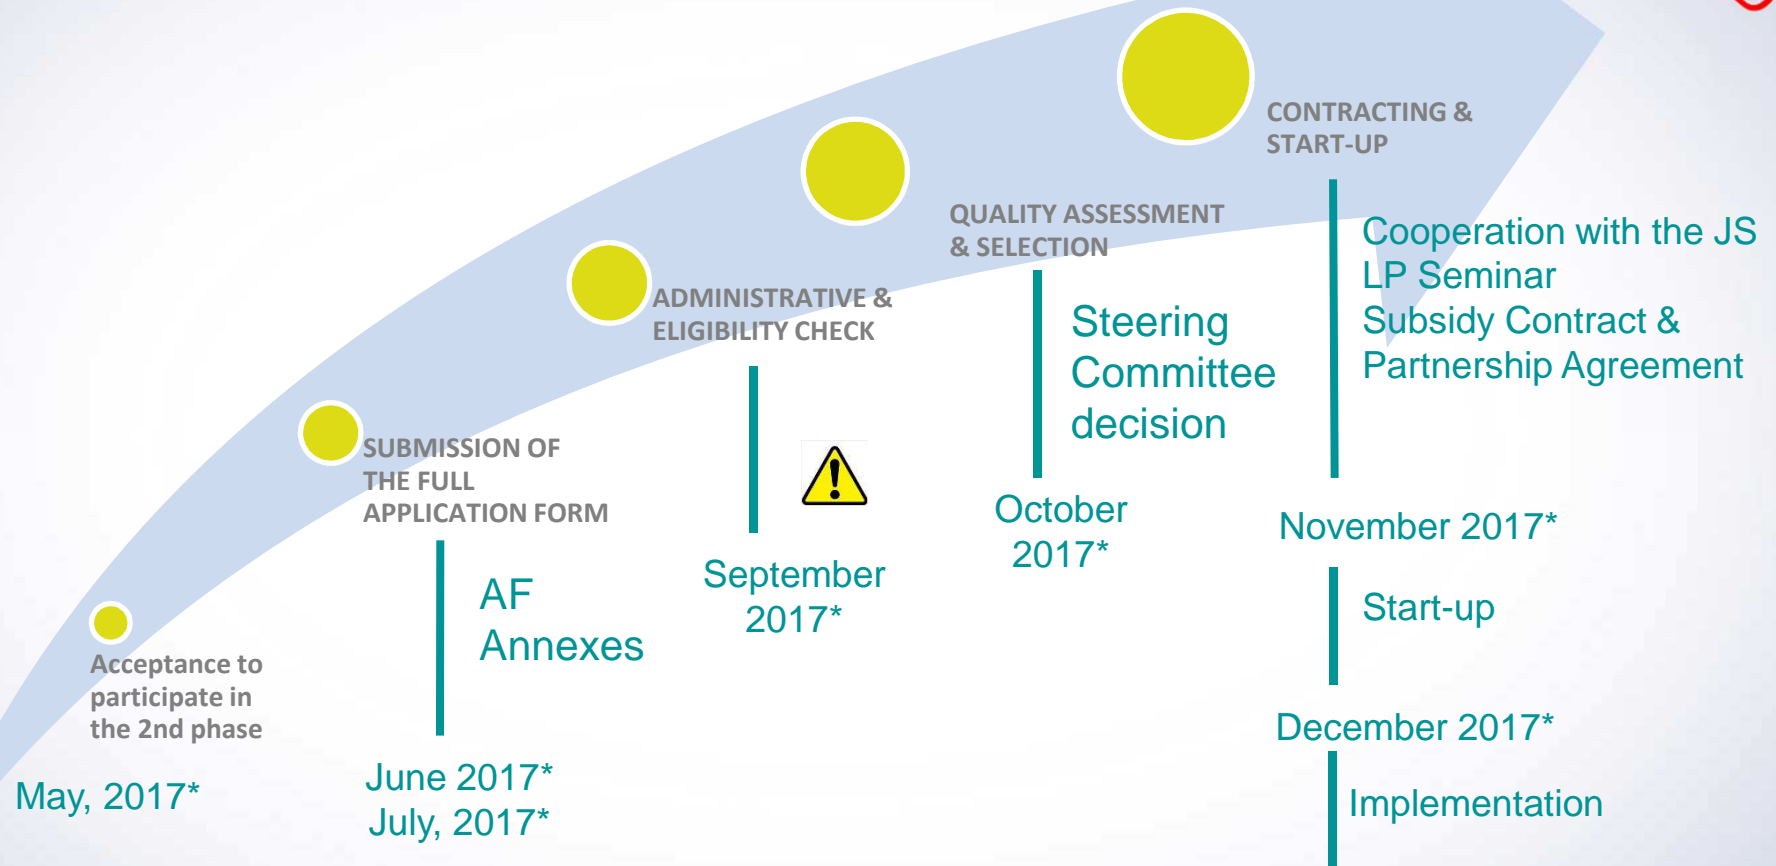 Acceptance to
participate in
the 2nd phase
May, 2017*
SUBMISSION OF
THE FULL
APPLICATION FORM
AF
Annexes
June 2017*
July, 2017*
ADMINISTRATIVE &
ELIGIBILITY CHECK
September
2017*
QUALITY ASSESSMENT
& SELECTION
Steering
Committee
decision
October
2017*
CONTRACTING &
START-UP
Cooperation with the JS
LP Seminar
Subsidy Contract &
Partnership Agreement
November 2017*
Start-up
December 2017*
Implementation